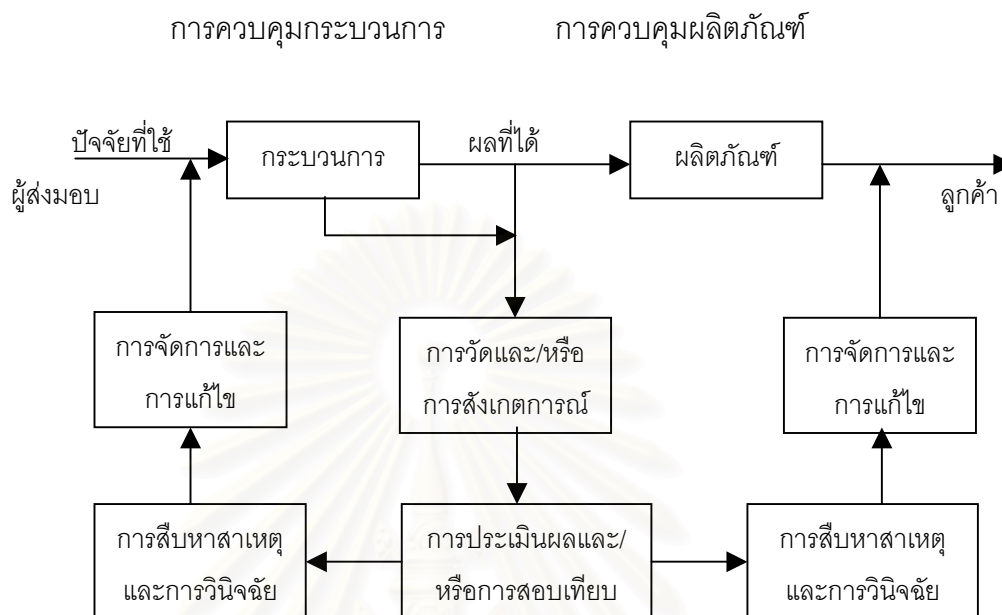 การควบคุมกระบวนการ การควบคุมผลิตภัณฑ์
ปัจจัยที่ใช้
กระบวนการ
ผลที่ได้
ผลิตภัณฑ์
ผู้ส่งมอบ
ลูกค้า
การจัดการและ
การแก้ไข
การวัดและ/หรือ
การสังเกตการณ์
การจัดการและ
การแก้ไข
การสืบหาสาเหตุ
และการวินิจฉัย
การประเมินผลและ/
หรือการสอบเทียบ
การสืบหาสาเหตุ
และการวินิจฉัย